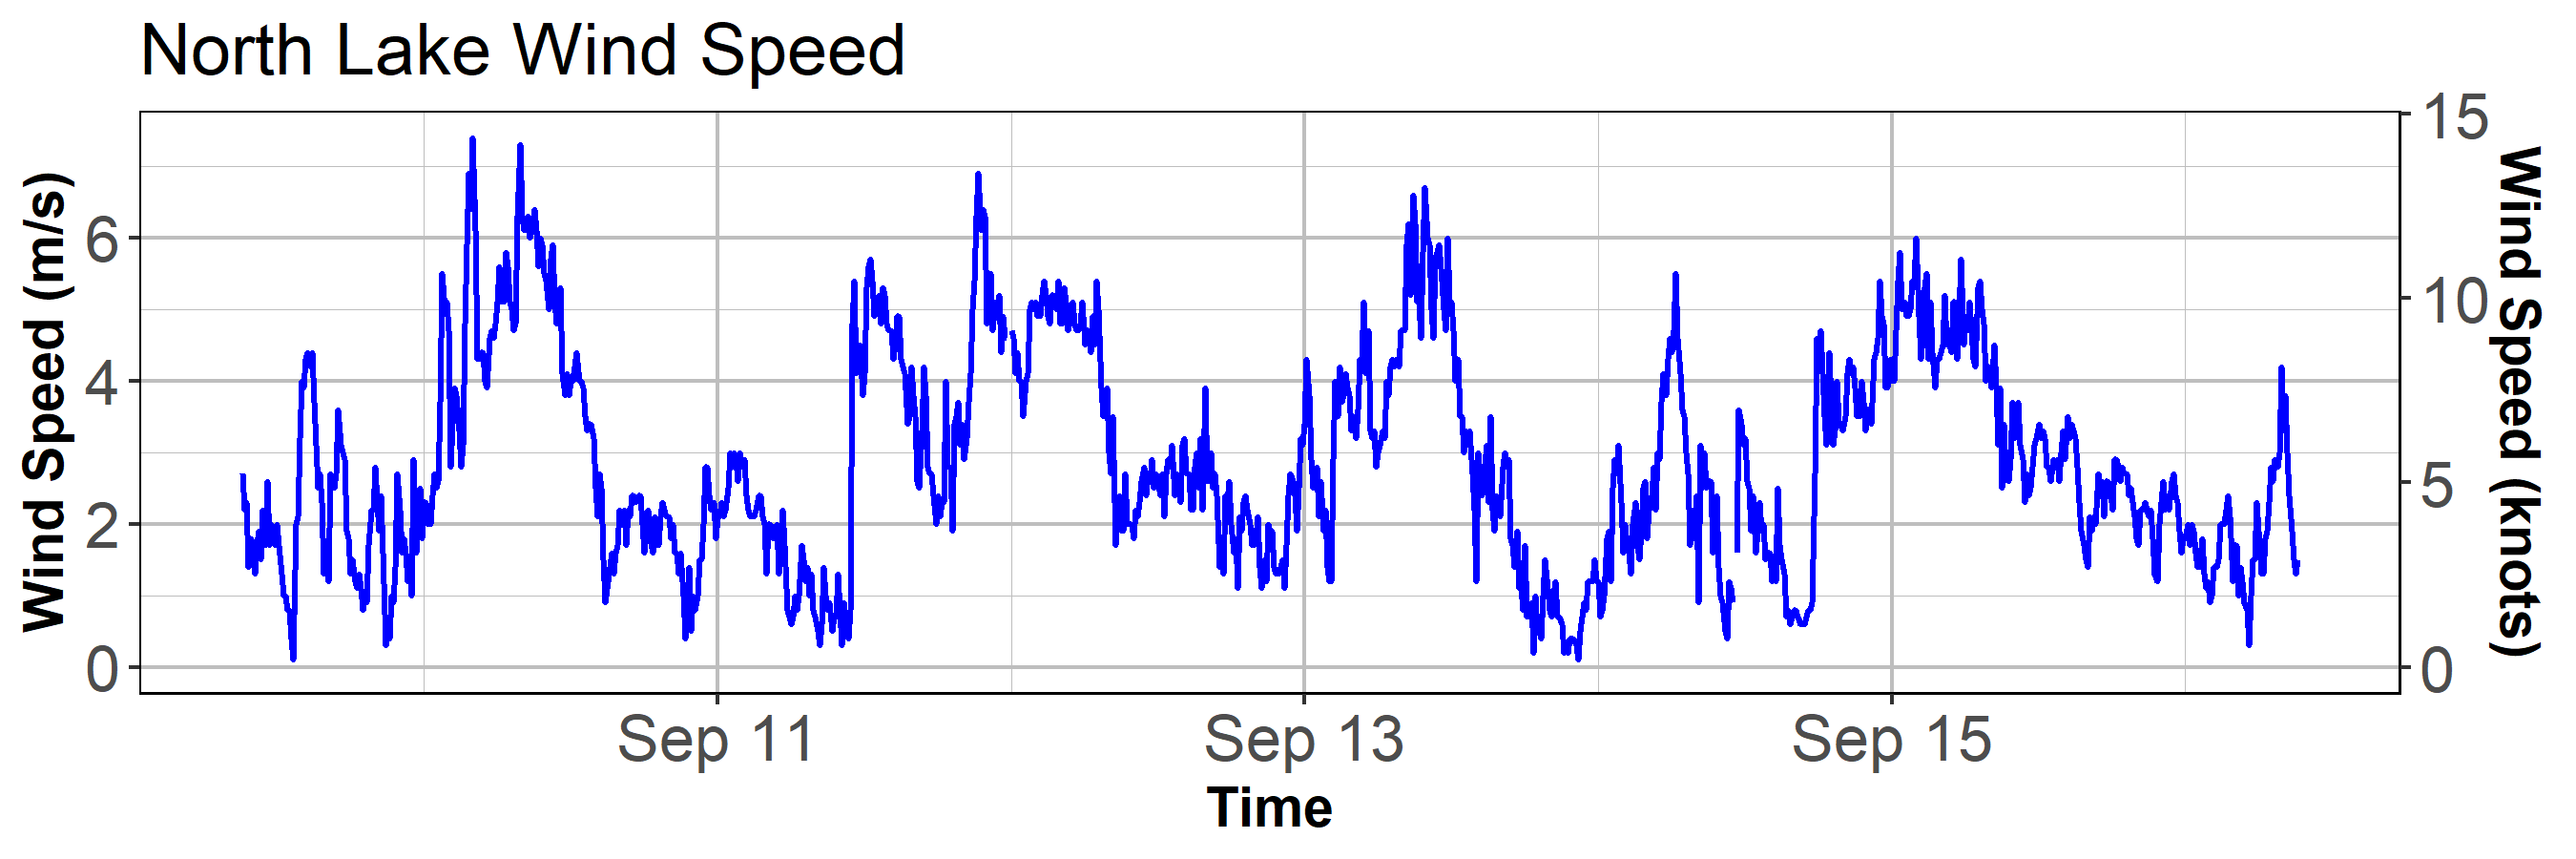 North Lake Wind Speed
Wind Speed (m/s)
6
4
2
0
15
10
5
0
Wind Speed (knots)
Sep 11
Sep 13
Sep 15
Time